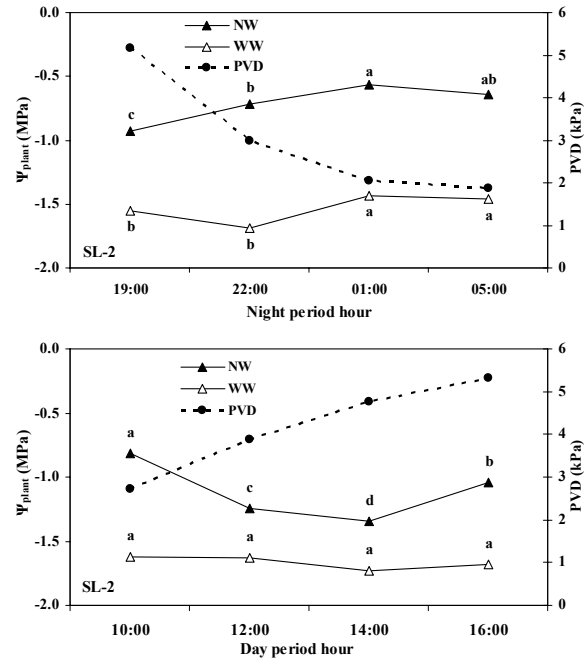 0.0
-0.5
-1.0
-1.5
-2.0
Ψplant (MPa)
6
5
4
3
2
1
0
PVD (kPa)
NW
WW
PVD
c
b
a
ab
b
b
a
a
SL-2
19:00 22:00 01:00 05:00
Night period hour
0.0
-0.5
-1.0
-1.5
-2.0
Ψplant (MPa)
6
5
4
3
2
1
0
PVD (kPa)
NW
WW
PVD
a
c
d
b
a
a
a
a
SL-2
10:00 12:00 14:00 16:00
Day period hour